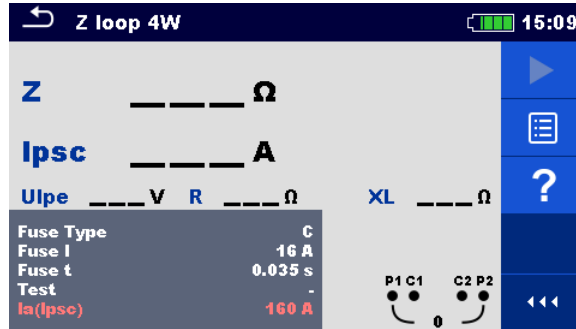 Z loop 4W 15:09
Z ___ Ω
Ipsc ___ A
Ulpe ___ V R ___ Ω XL ___ Ω
?
Fuse Type C
Fuse I 16 A
Fuse t 0.035 s
Test -
Ia(Ipsc) 160 A
P1 C1 C2 P2
0